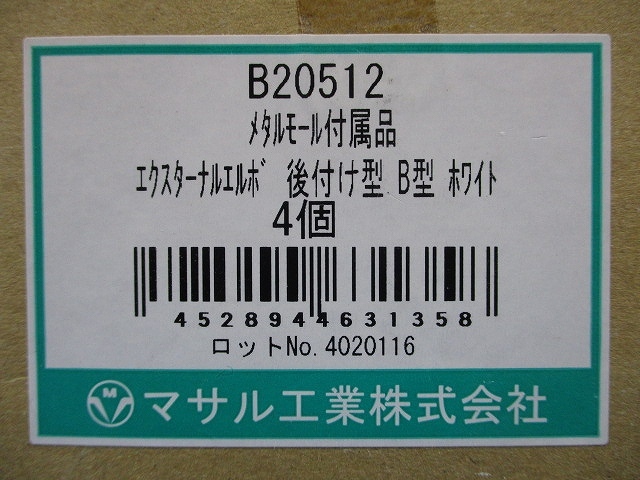 B20512
ﾒﾀﾙﾓｰﾙ付属品
ｴｸｽﾀｰﾅﾙｴﾙﾎﾞ 後付け型 B型 ﾎﾜｲﾄ
4個
4528944631358
ロットNo.4020116
M マサル工業株式会社